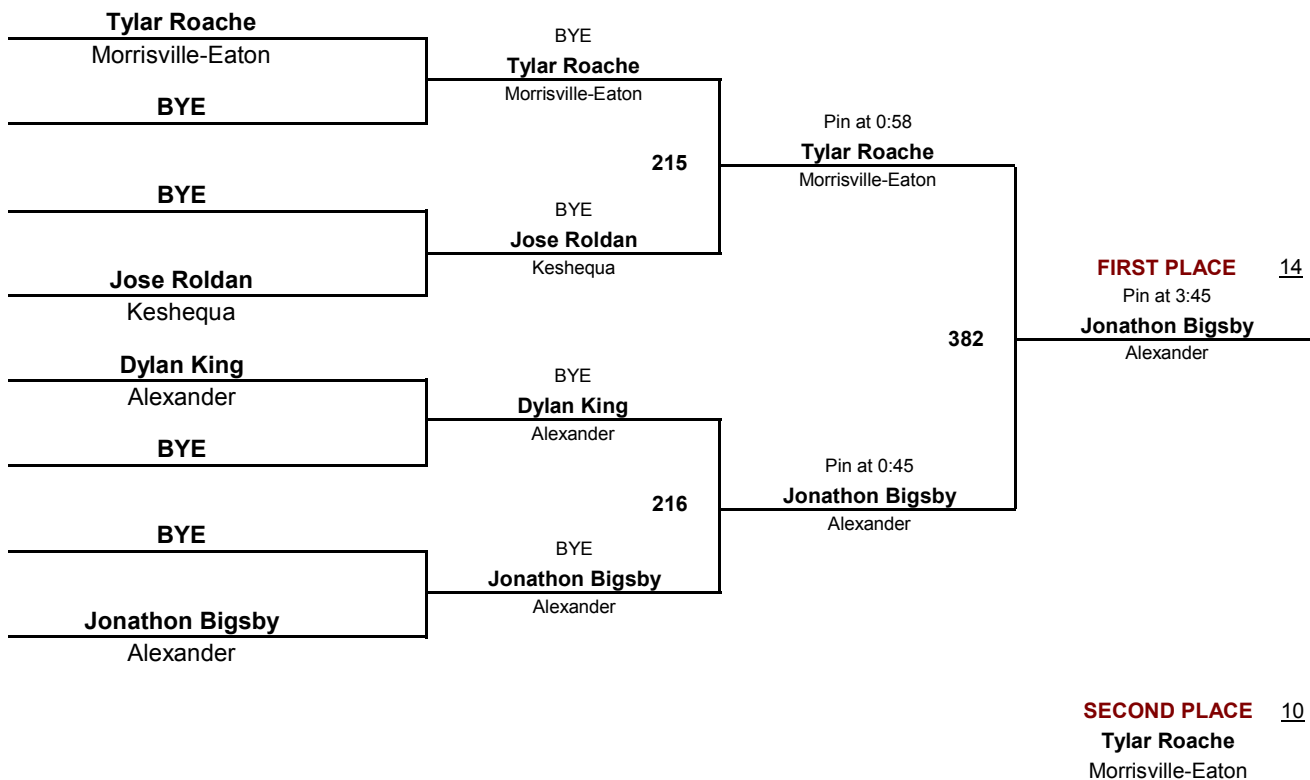 Tylar Roache
Morrisville-Eaton
BYE
BYE
Jose Roldan
Keshequa
Dylan King
Alexander
BYE
BYE
Jonathon Bigsby
Alexander
BYE
Tylar Roache
Morrisville-Eaton
215
BYE
Jose Roldan
Keshequa
BYE
Dylan King
Alexander
216
BYE
Jonathon Bigsby
Alexander
Pin at 0:58
Tylar Roache
Morrisville-Eaton
382
Pin at 0:45
Jonathon Bigsby
Alexander
FIRST PLACE 14
Pin at 3:45
Jonathon Bigsby
Alexander
SECOND PLACE 10
Tylar Roache
Morrisville-Eaton